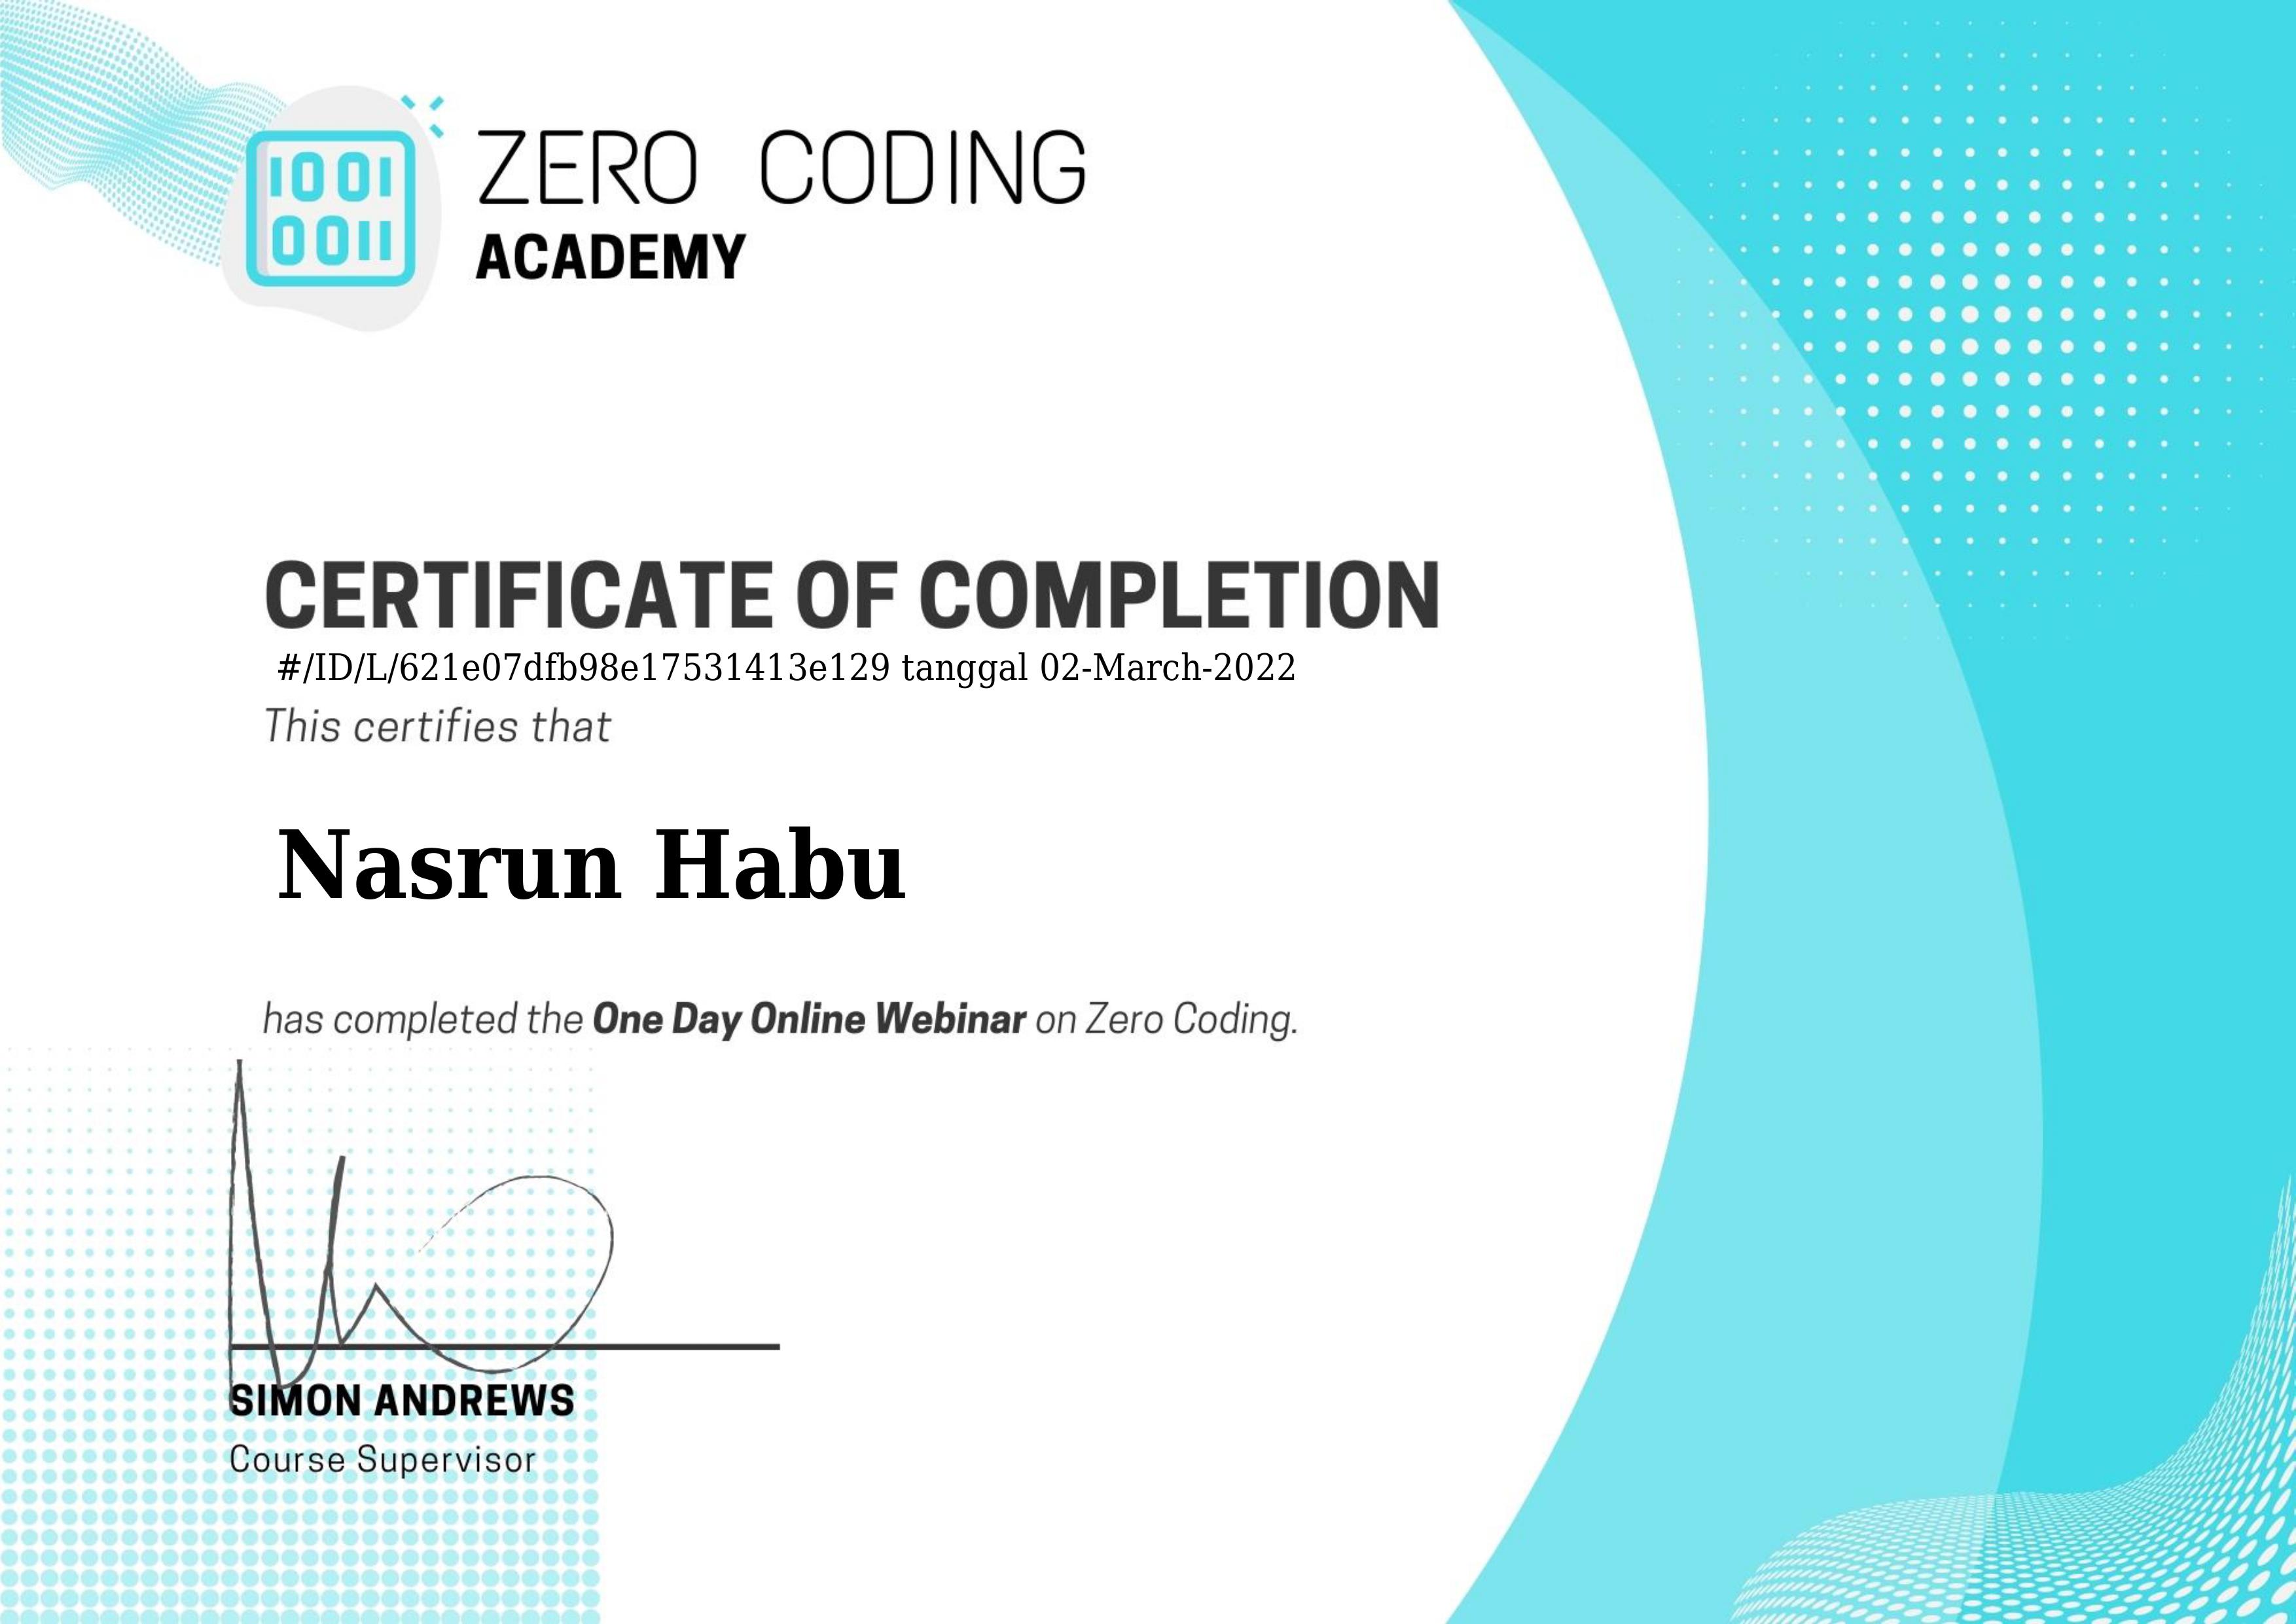 1001
0011
ZERO CODING
ACADEMY
CERTIFICATE OF COMPLETION
#/ID/L/621e07dfb98e17531413e129 tanggal 02-March-2022
This certifies that
Nasrun Habu
has completed the One Day Online Webinar on Zero Coding.
SIMON ANDREWS
Course Supervisor